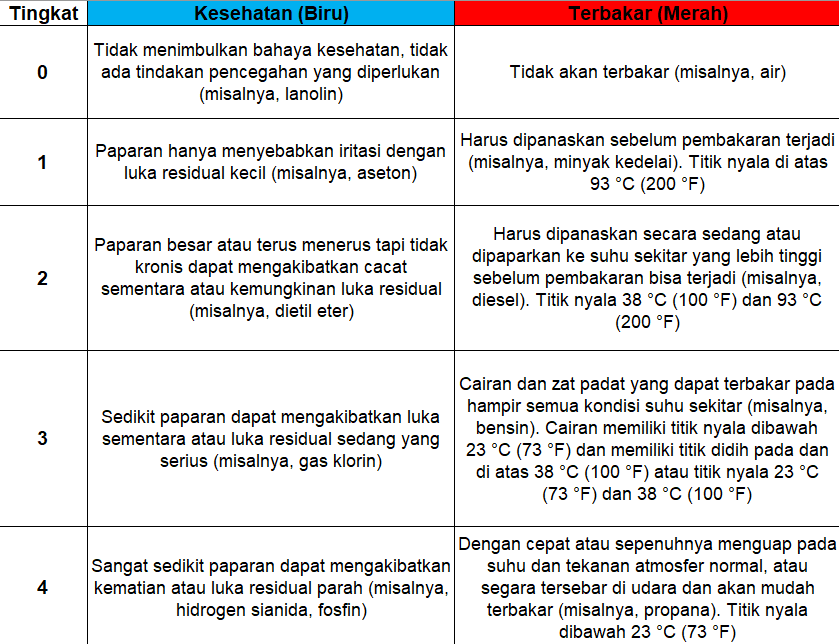 Tingkat
Kesehatan (Biru)
Terbakar (Merah)
0
Tidak menimbulkan bahaya kesehatan, tidak
ada tindakan pencegahan yang diperlukan
(misalnya, lanolin)
Tidak akan terbakar (misalnya, air)
1
Paparan hanya menyebabkan iritasi dengan
luka residual kecil (misalnya, aseton)
Harus dipanaskan sebelum pembakaran terjadi
(misalnya, minyak kedelai). Titik nyala di atas
93 °C (200 °F)
2
Paparan besar atau terus menerus tapi tidak
kronis dapat mengakibatkan cacat
sementara atau kemungkinan luka residual
(misalnya, dietil eter)
Harus dipanaskan secara sedang atau
dipaparkan ke suhu sekitar yang lebih tinggi
sebelum pembakaran bisa terjadi (misalnya,
diesel). Titik nyala 38 °C (100 °F) dan 93 °C
(200 °F)
3
Sedikit paparan dapat mengakibatkan luka
sementara atau luka residual sedang yang
serius (misalnya, gas klorin)
Cairan dan zat padat yang dapat terbakar pada
hampir semua kondisi suhu sekitar (misalnya,
bensin). Cairan memiliki titik nyala dibawah
23 °C (73 °F) dan memiliki titik didih pada dan
di atas 38 °C (100 °F) atau titik nyala 23 °C
(73 °F) dan 38 °C (100 °F)
4
Sangat sedikit paparan dapat mengakibatkan
kematian atau luka residual parah (misalnya,
hidrogen sianida, fosfin)
Dengan cepat atau sepenuhnya menguap pada
suhu dan tekanan atmosfer normal, atau
segara tersebar di udara dan akan mudah
terbakar (misalnya, propana). Titik nyala
dibawah 23 °C (73 °F)